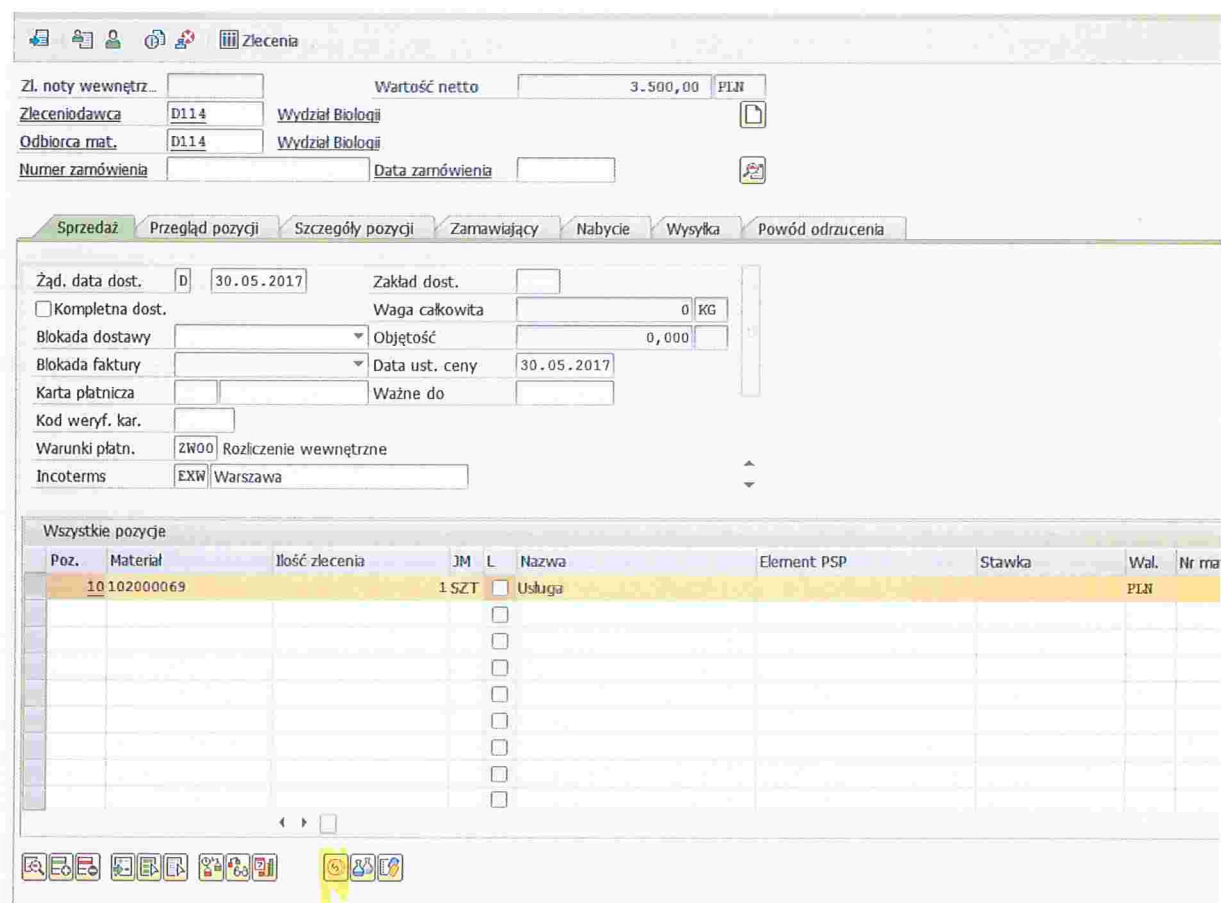 Zlecenia
Zl. noty wewnętrz... Wartość netto 3.500,00 PLN
Zleceniodawca D114 Wydział Biologii
Odbiorca mat. D114 Wydział Biologii
Numer zamówienia Data zamówienia
Sprzedaż Przegląd pozycji Szczegóły pozycji Zamawiający Nabycie Wysyłka Powód odrzucenia
Żąd. data dost. D 30.05.2017 Zakład dost.
Kompletna dost. Waga całkowita 0 KG
Blokada dostawy Objętość 0,000
Blokada faktury Data ust. ceny 30.05.2017
Karta płatnicza Ważne do
Kod weryf. kar.
Warunki płatn. ZW00 Rozliczenie wewnętrzne
Incoterms EXW Warszawa
Wszystkie pozycje
Poz. Materiał Ilość zlecenia JM L Nazwa Element PSP Stawka Wal. Nr ma
10 102000069 1 SZT Usługa PLN